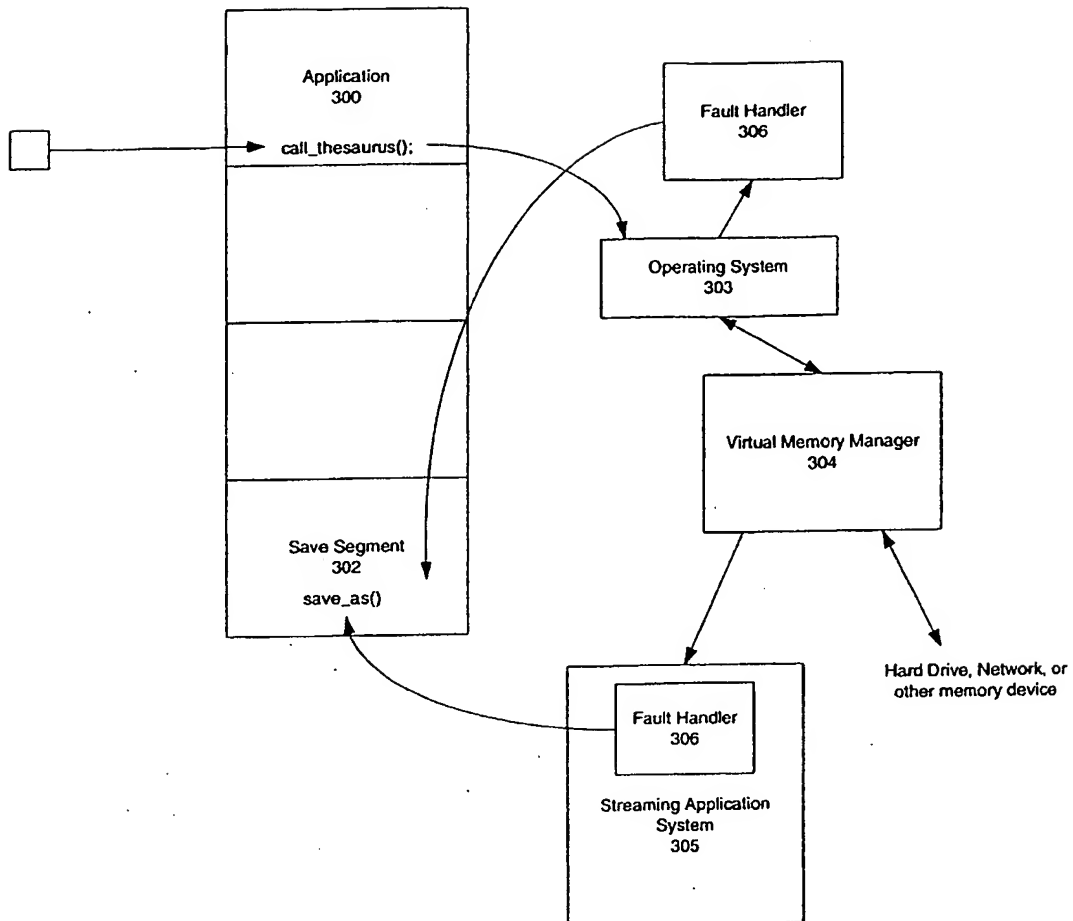 Application
300
call_thesaurus();
Fault Handler
306
Operating System
303
Virtual Memory Manager
304
Save Segment
302
save_as()
Hard Drive, Network, or
other memory device
Fault Handler
306
Streaming Application
System
305